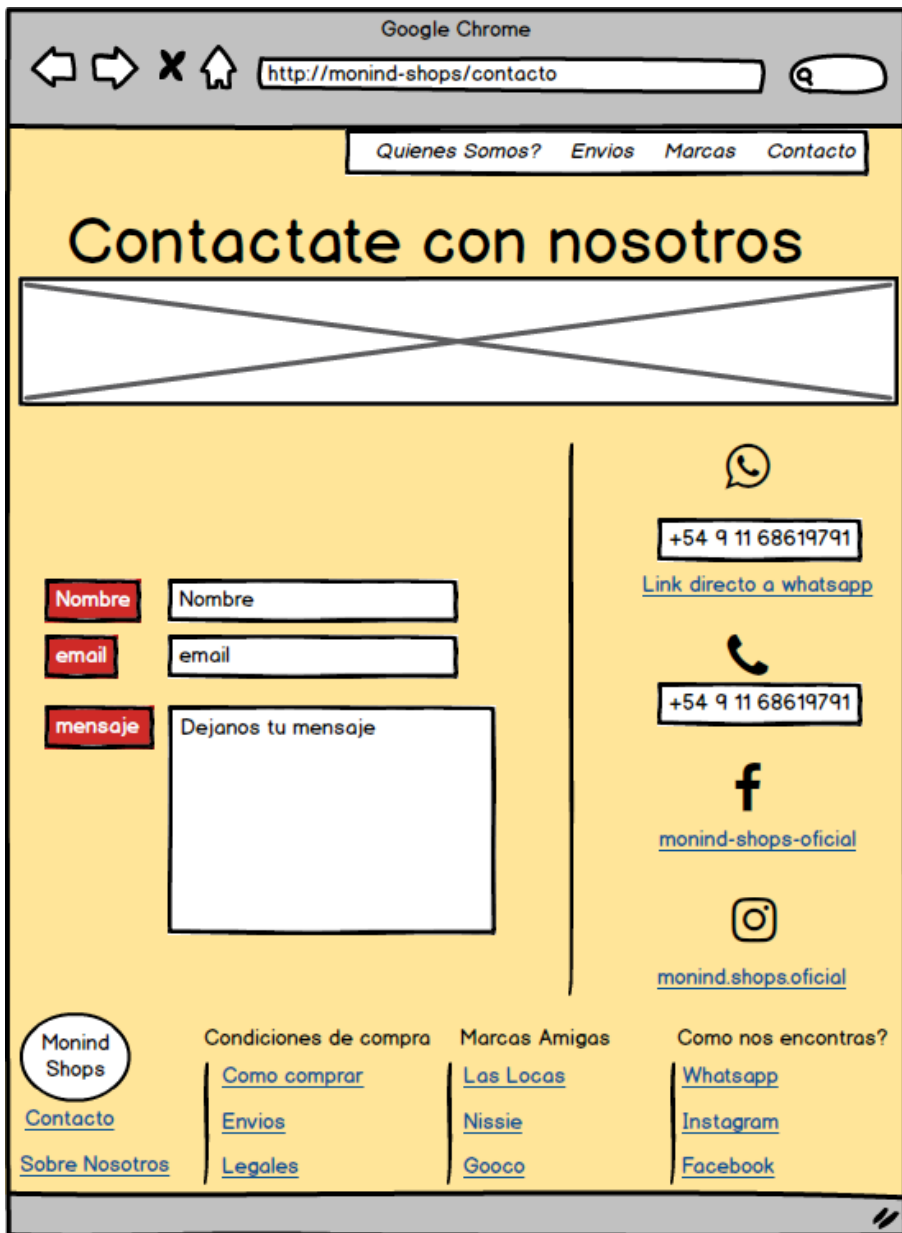 Google Chrome
http://monind-shops/contacto
Quienes Somos? Envios Marcas Contacto
Contactate con nosotros
+54 9 11 68619791
Link directo a whatsapp
Nombre Nombre
email email
mensaje Dejanos tu mensaje
+54 9 11 68619791
monind-shops-oficial
monind.shops.oficial
Monind
Shops
Contacto
Sobre Nosotros
Condiciones de compra
Como comprar
Envios
Legales
Marcas Amigas
Las Locas
Nissie
Gooco
Como nos encontras?
Whatsapp
Instagram
Facebook